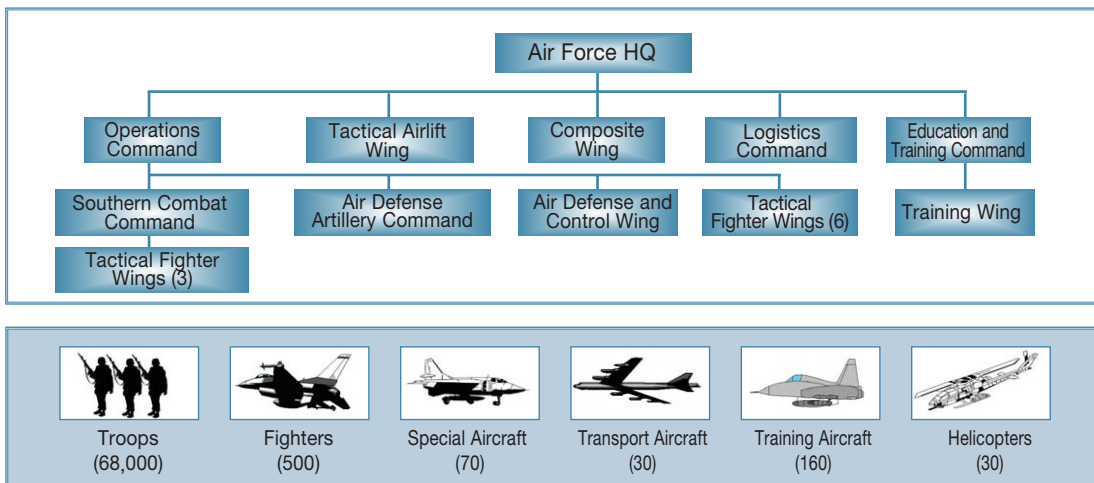 Air Force HQ
Operations
Command
Tactical Airlift
Wing
Composite
Wing
Logistics
Command
Education and
Training Command
Southern Combat
Command
Air Defense
Artillery Command
Air Defense and
Control Wing
Tactical
Fighter Wings (6)
Training Wing
Tactical Fighter
Wings (3)
Troops
(68,000)
Fighters
(500)
Special Aircraft
(70)
Transport Aircraft
(30)
Training Aircraft
(160)
Helicopters
(30)